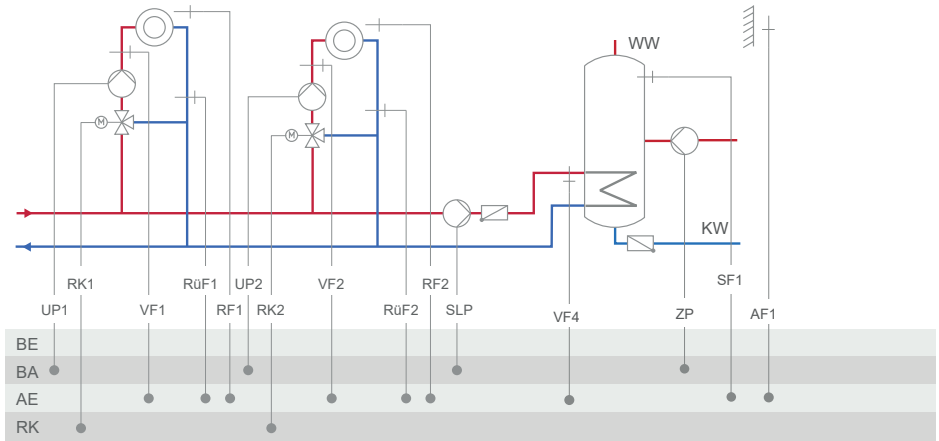 WW
M
M
KW
RK1 RüF1 UP2 VF2 RF2 SF1
UP1 VF1 RF1 RK2 RüF2 SLP VF4 ZP AF1
BE
BA
AE
RK